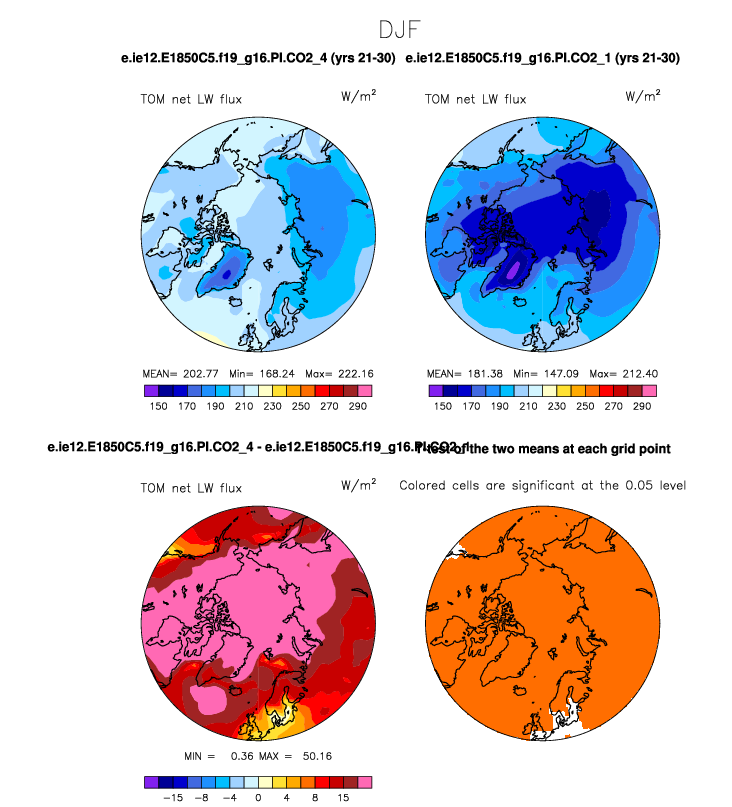 DJF
e.ie12.E1850C5.f19_g16.PI.CO2_4 (yrs 21-30) e.ie12.E1850C5.f19_g16.PI.CO2_1 (yrs 21-30)
TOM net LW flux W/m² TOM net LW flux W/m²
MEAN= 202.77 Min= 168.24 Max= 222.16 MEAN= 181.38 Min= 147.09 Max= 212.40
150 170 190 210 230 250 270 290 150 170 190 210 230 250 270 290
e.ie12.E1850C5.f19_g16.PI.CO2_4 - e.ie12.E1850C5.f19_g16.PI.CO2_1 T-test of the two means at each grid point
TOM net LW flux W/m² Colored cells are significant at the 0.05 level
MIN = 0.36 MAX = 50.16
-15 -8 -4 0 4 8 15